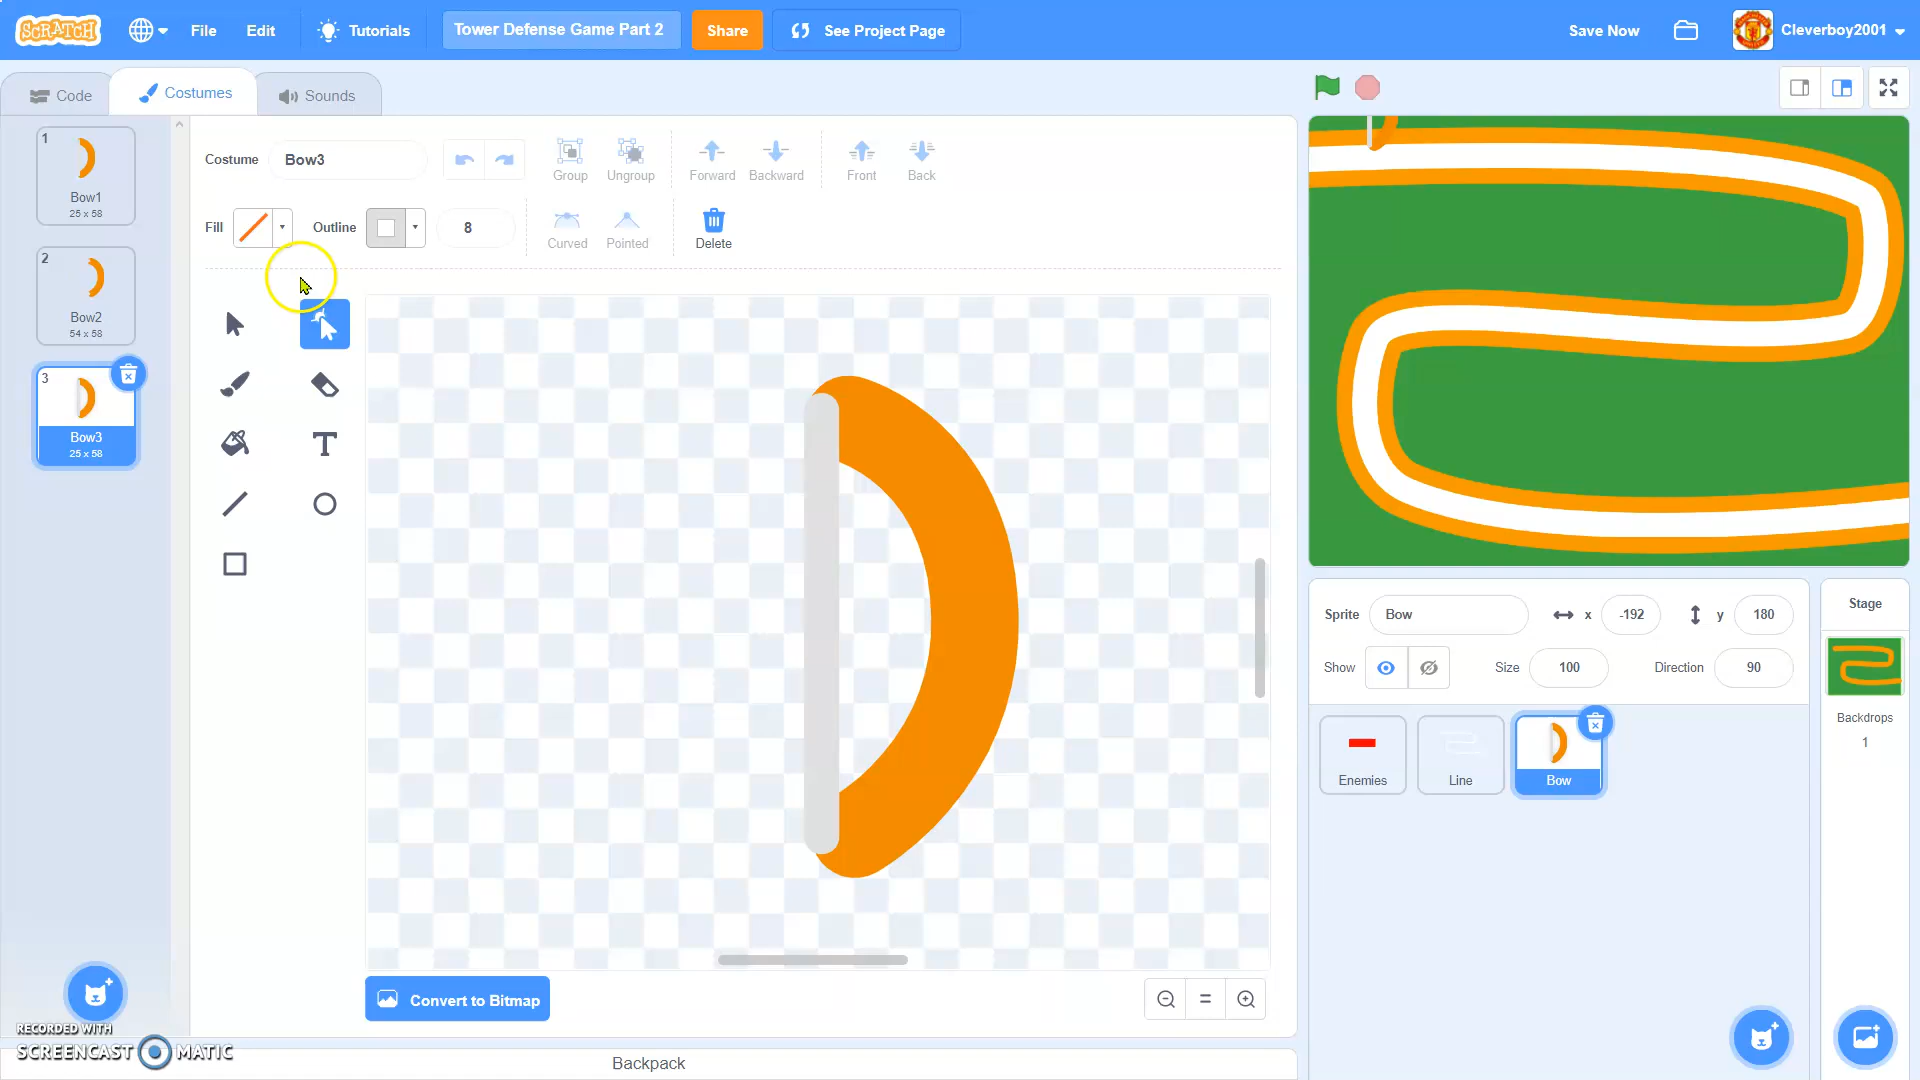 SCRATCH
File
Edit
Tutorials
Tower Defense Game Part 2
Share
See Project Page
Save Now
Cleverboy2001
Code
Costumes
Sounds
1
Bow1
25 x 58
2
Bow2
54 x 58
3
Bow3
25 x 58
Costume
Bow3
Group
Ungroup
Forward
Backward
Front
Back
Fill
Outline
8
Curved
Pointed
Delete
T
Convert to Bitmap
Backpack
RECORDED WITH
SCREENCAST MATIC
Sprite
Bow
x
-192
y
180
Show
Size
100
Direction
90
Enemies
Line
Bow
Stage
Backdrops
1